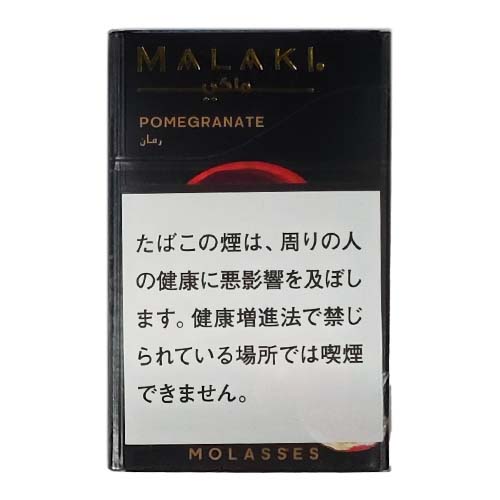 MALAKI
ملكي
POMEGRANATE
رمان
たばこの煙は、周りの人
の健康に悪影響を及ぼし
ます。健康増進法で禁じ
られている場所では喫煙
できません。
MOLASSES